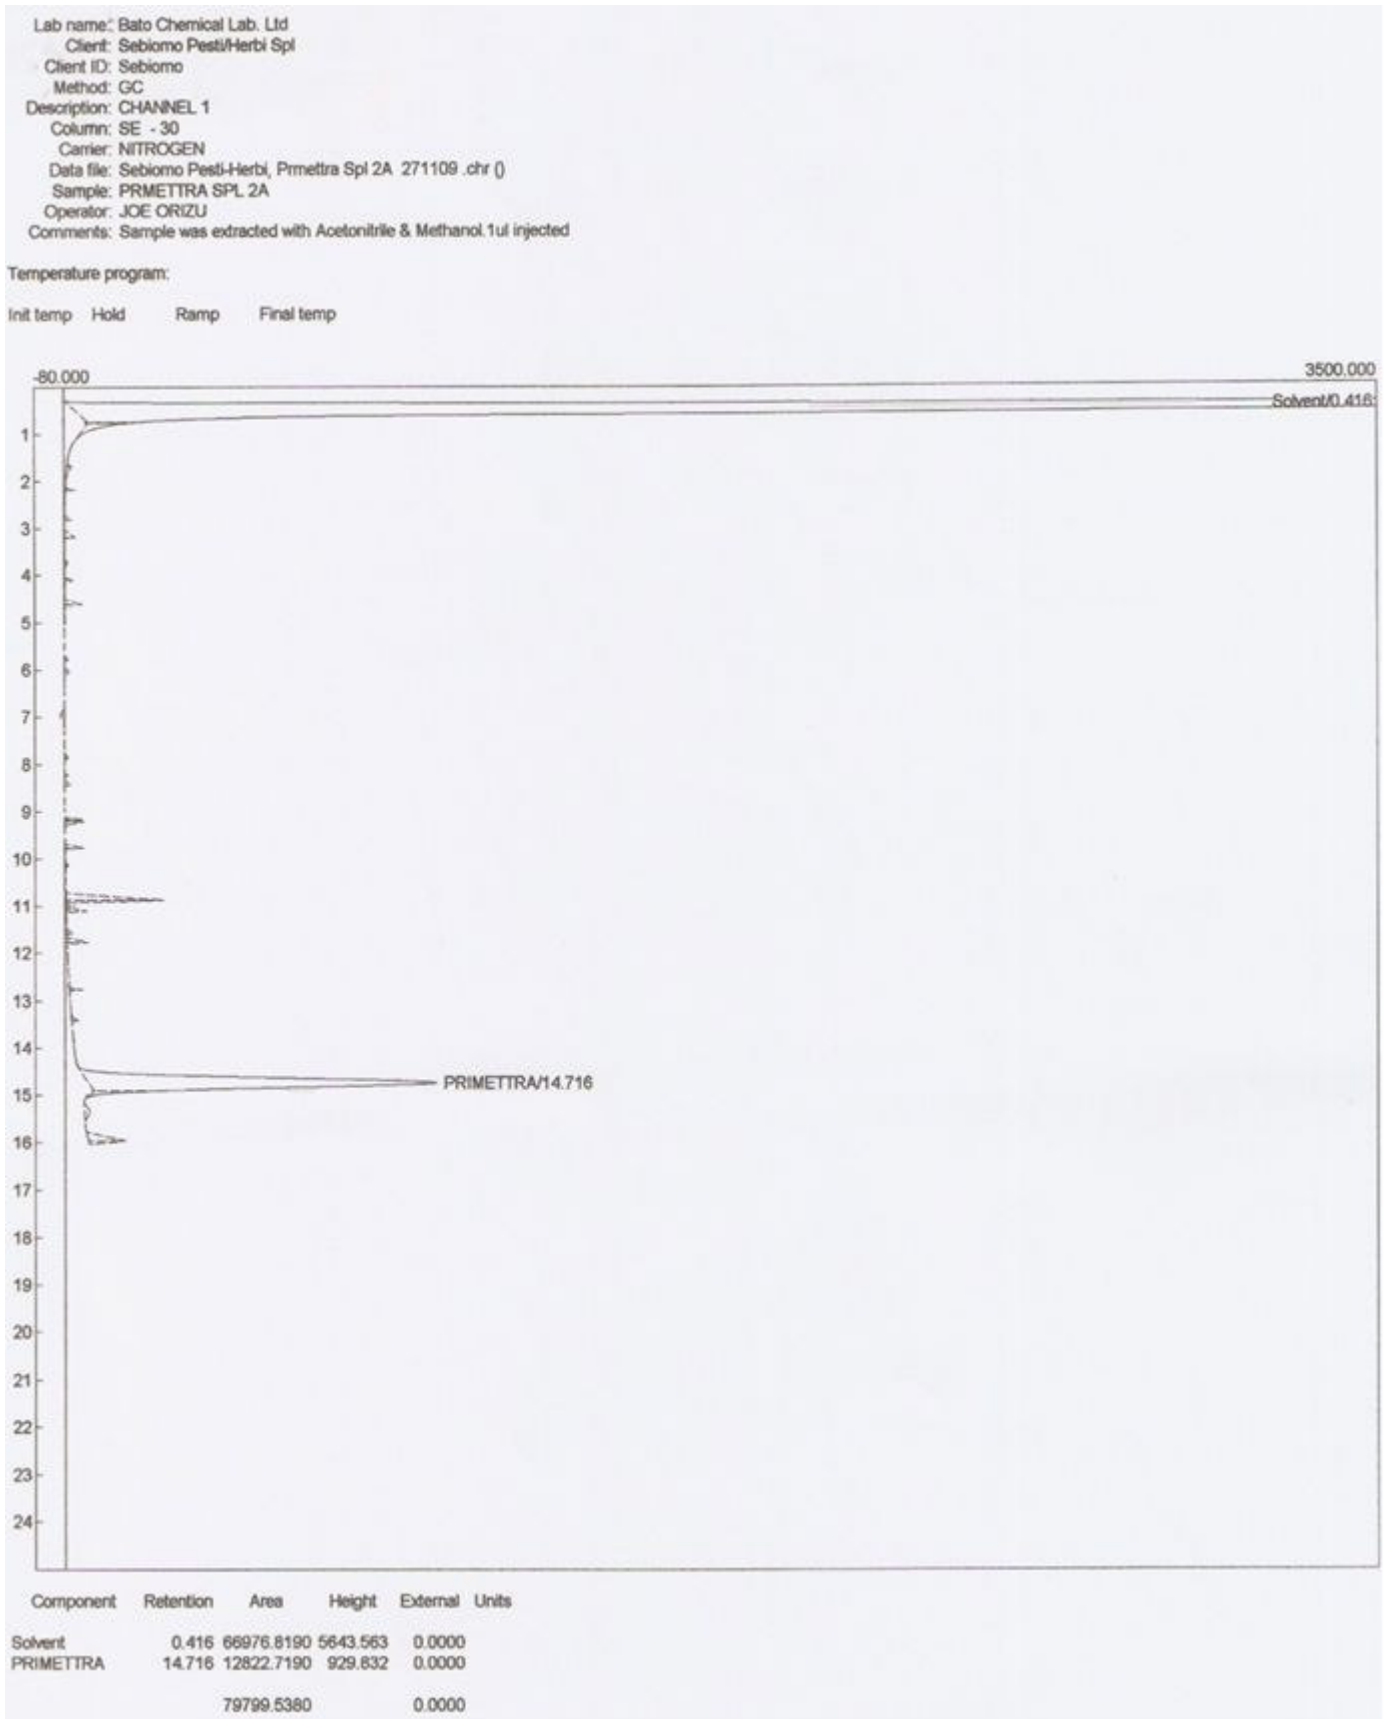 Lab name: Bato Chemical Lab. Ltd
Client: Sebiomo Pesti/Herbi Spl
Client ID: Sebiomo
Method: GC
Description: CHANNEL 1
Column: SE - 30
Carrier: NITROGEN
Data file: Sebiomo Pesti-Herbi, Prmettra Spl 2A 271109 .chr ()
Sample: PRMETTRA SPL 2A
Operator: JOE ORIZU
Comments: Sample was extracted with Acetonitrile & Methanol.1ul injected
Temperature program:
Init temp Hold Ramp Final temp
-80.000 3500.000
Solvent/0.416
1
2
3
4
5
6
7
8
9
10
11
12
13
14
PRIMETTRA/14.716
15
16
17
18
19
20
21
22
23
24
Component Retention Area Height External Units
Solvent 0.416 66976.8190 5643.563 0.0000
PRIMETTRA 14.716 12822.7190 929.832 0.0000
79799.5380 0.0000